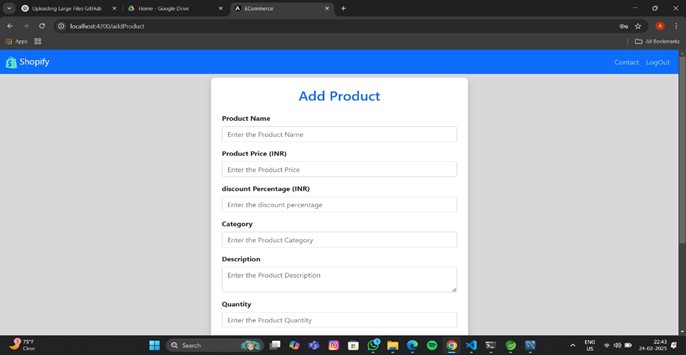 Uploading Large Files GitHub
Home - Google Drive
ECommerce
localhost:4200/addProduct
A
Apps
All Bookmarks
Shopify
Contact
LogOut
Add Product
Product Name
Enter the Product Name
Product Price (INR)
Enter the Product Price
discount Percentage (INR)
Enter the discount percentage
Category
Enter the Product Category
Description
Enter the Product Description
Quantity
Enter the Product Quantity
75°F
Clear
Search
ENG
US
22:43
24-02-2025